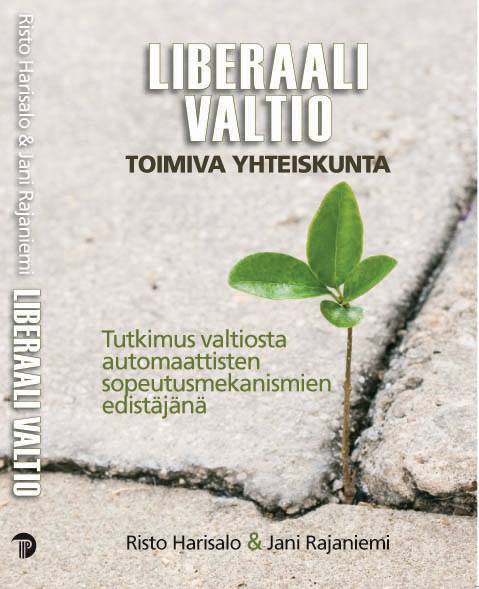 LIBERAALI
VALTIO
TOIMIVA YHTEISKUNTA
Tutkimus valtiosta
automaattisten
sopeutusmekanismien
edistäjänä
Risto Harisalo & Jani Rajaniemi
Risto Harisalo & Jani Rajaniemi
LIBERAALI VALTIO